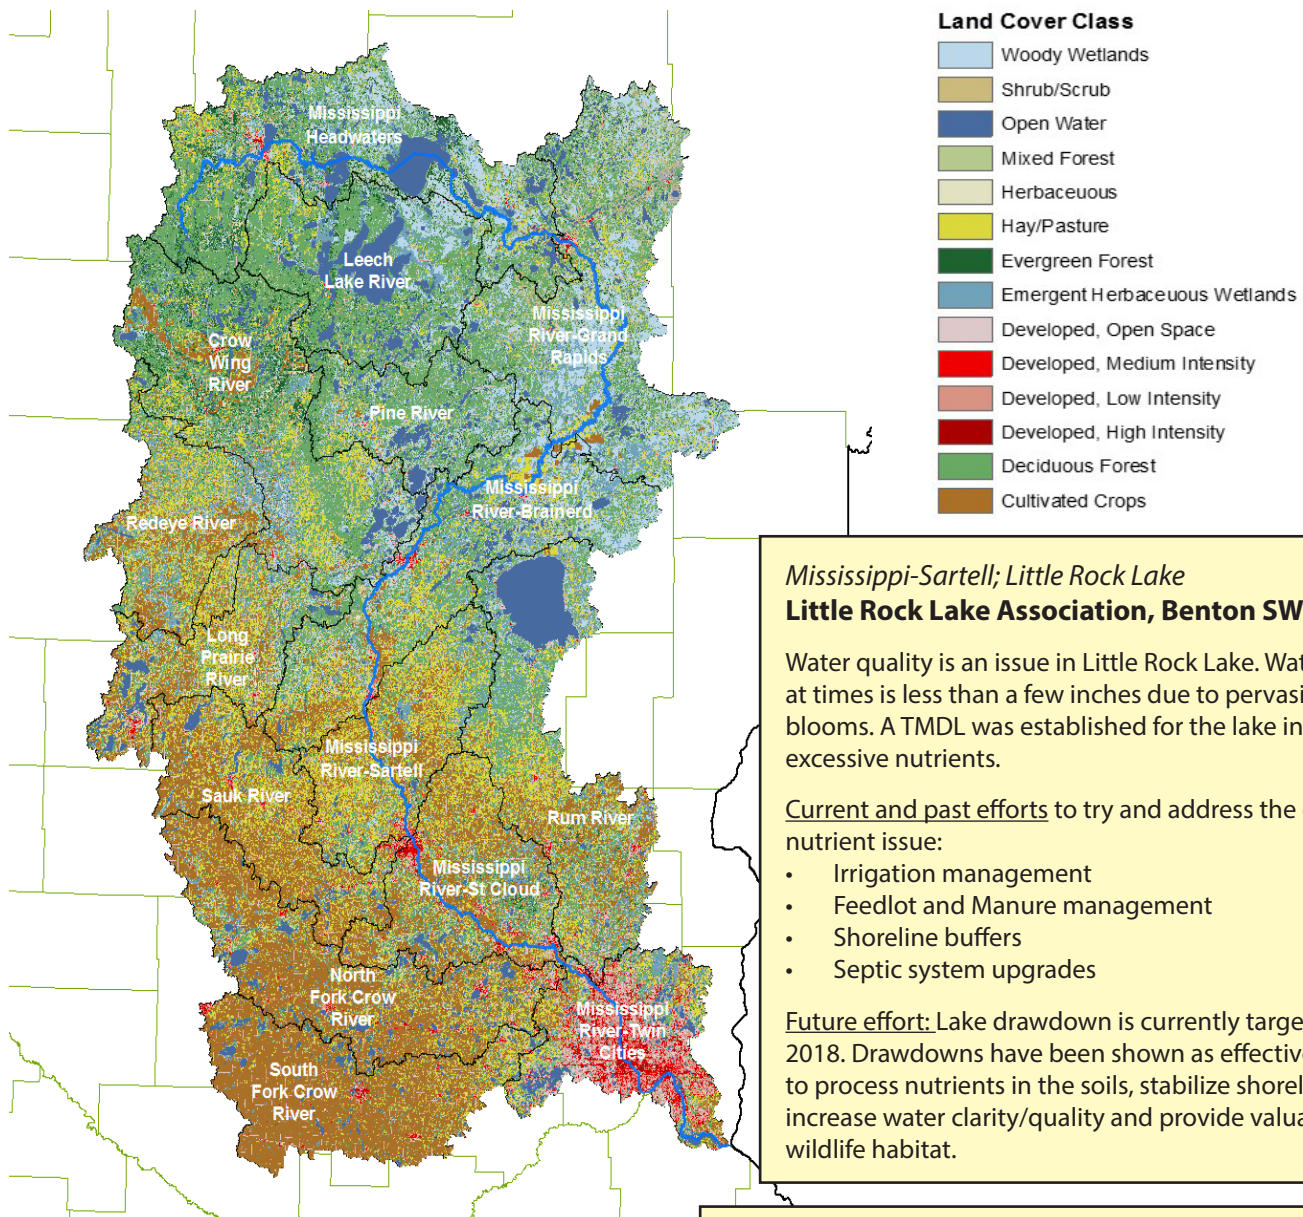 Land Cover Class
Woody Wetlands
Shrub/Scrub
Open Water
Mixed Forest
Herbaceuous
Hay/Pasture
Evergreen Forest
Emergent Herbaceuous Wetlands
Developed, Open Space
Developed, Medium Intensity
Developed, Low Intensity
Developed, High Intensity
Deciduous Forest
Cultivated Crops
Mississippi
Headwaters
Leech
Lake River
Mississippi
River-Grand
Rapids
Crow
Wing
River
Pine River
Mississippi
River-Brainerd
Redeye River
Long
Prairie
River
Mississippi
River-Sartell
Sauk River
Rum River
Mississippi
River-St Cloud
North
Fork Crow
River
Mississippi
River-Twin
Cities
South
Fork Crow
River
Mississippi-Sartell; Little Rock Lake
Little Rock Lake Association, Benton SW
Water quality is an issue in Little Rock Lake. Wat
at times is less than a few inches due to pervasi
blooms. A TMDL was established for the lake in
excessive nutrients.
Current and past efforts to try and address the
nutrient issue:
• Irrigation management
• Feedlot and Manure management
• Shoreline buffers
• Septic system upgrades
Future effort: Lake drawdown is currently targe
2018. Drawdowns have been shown as effective
to process nutrients in the soils, stabilize shorel
increase water clarity/quality and provide valua
wildlife habitat.